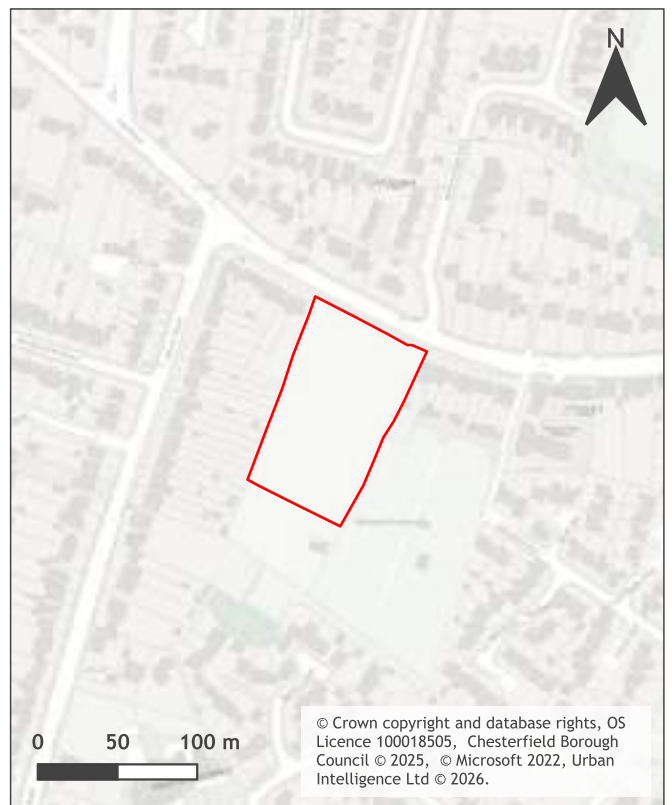 N
0 50 100 m
© Crown copyright and database rights, OS
Licence 100018505, Chesterfield Borough
Council © 2025, © Microsoft 2022, Urban
Intelligence Ltd © 2026.